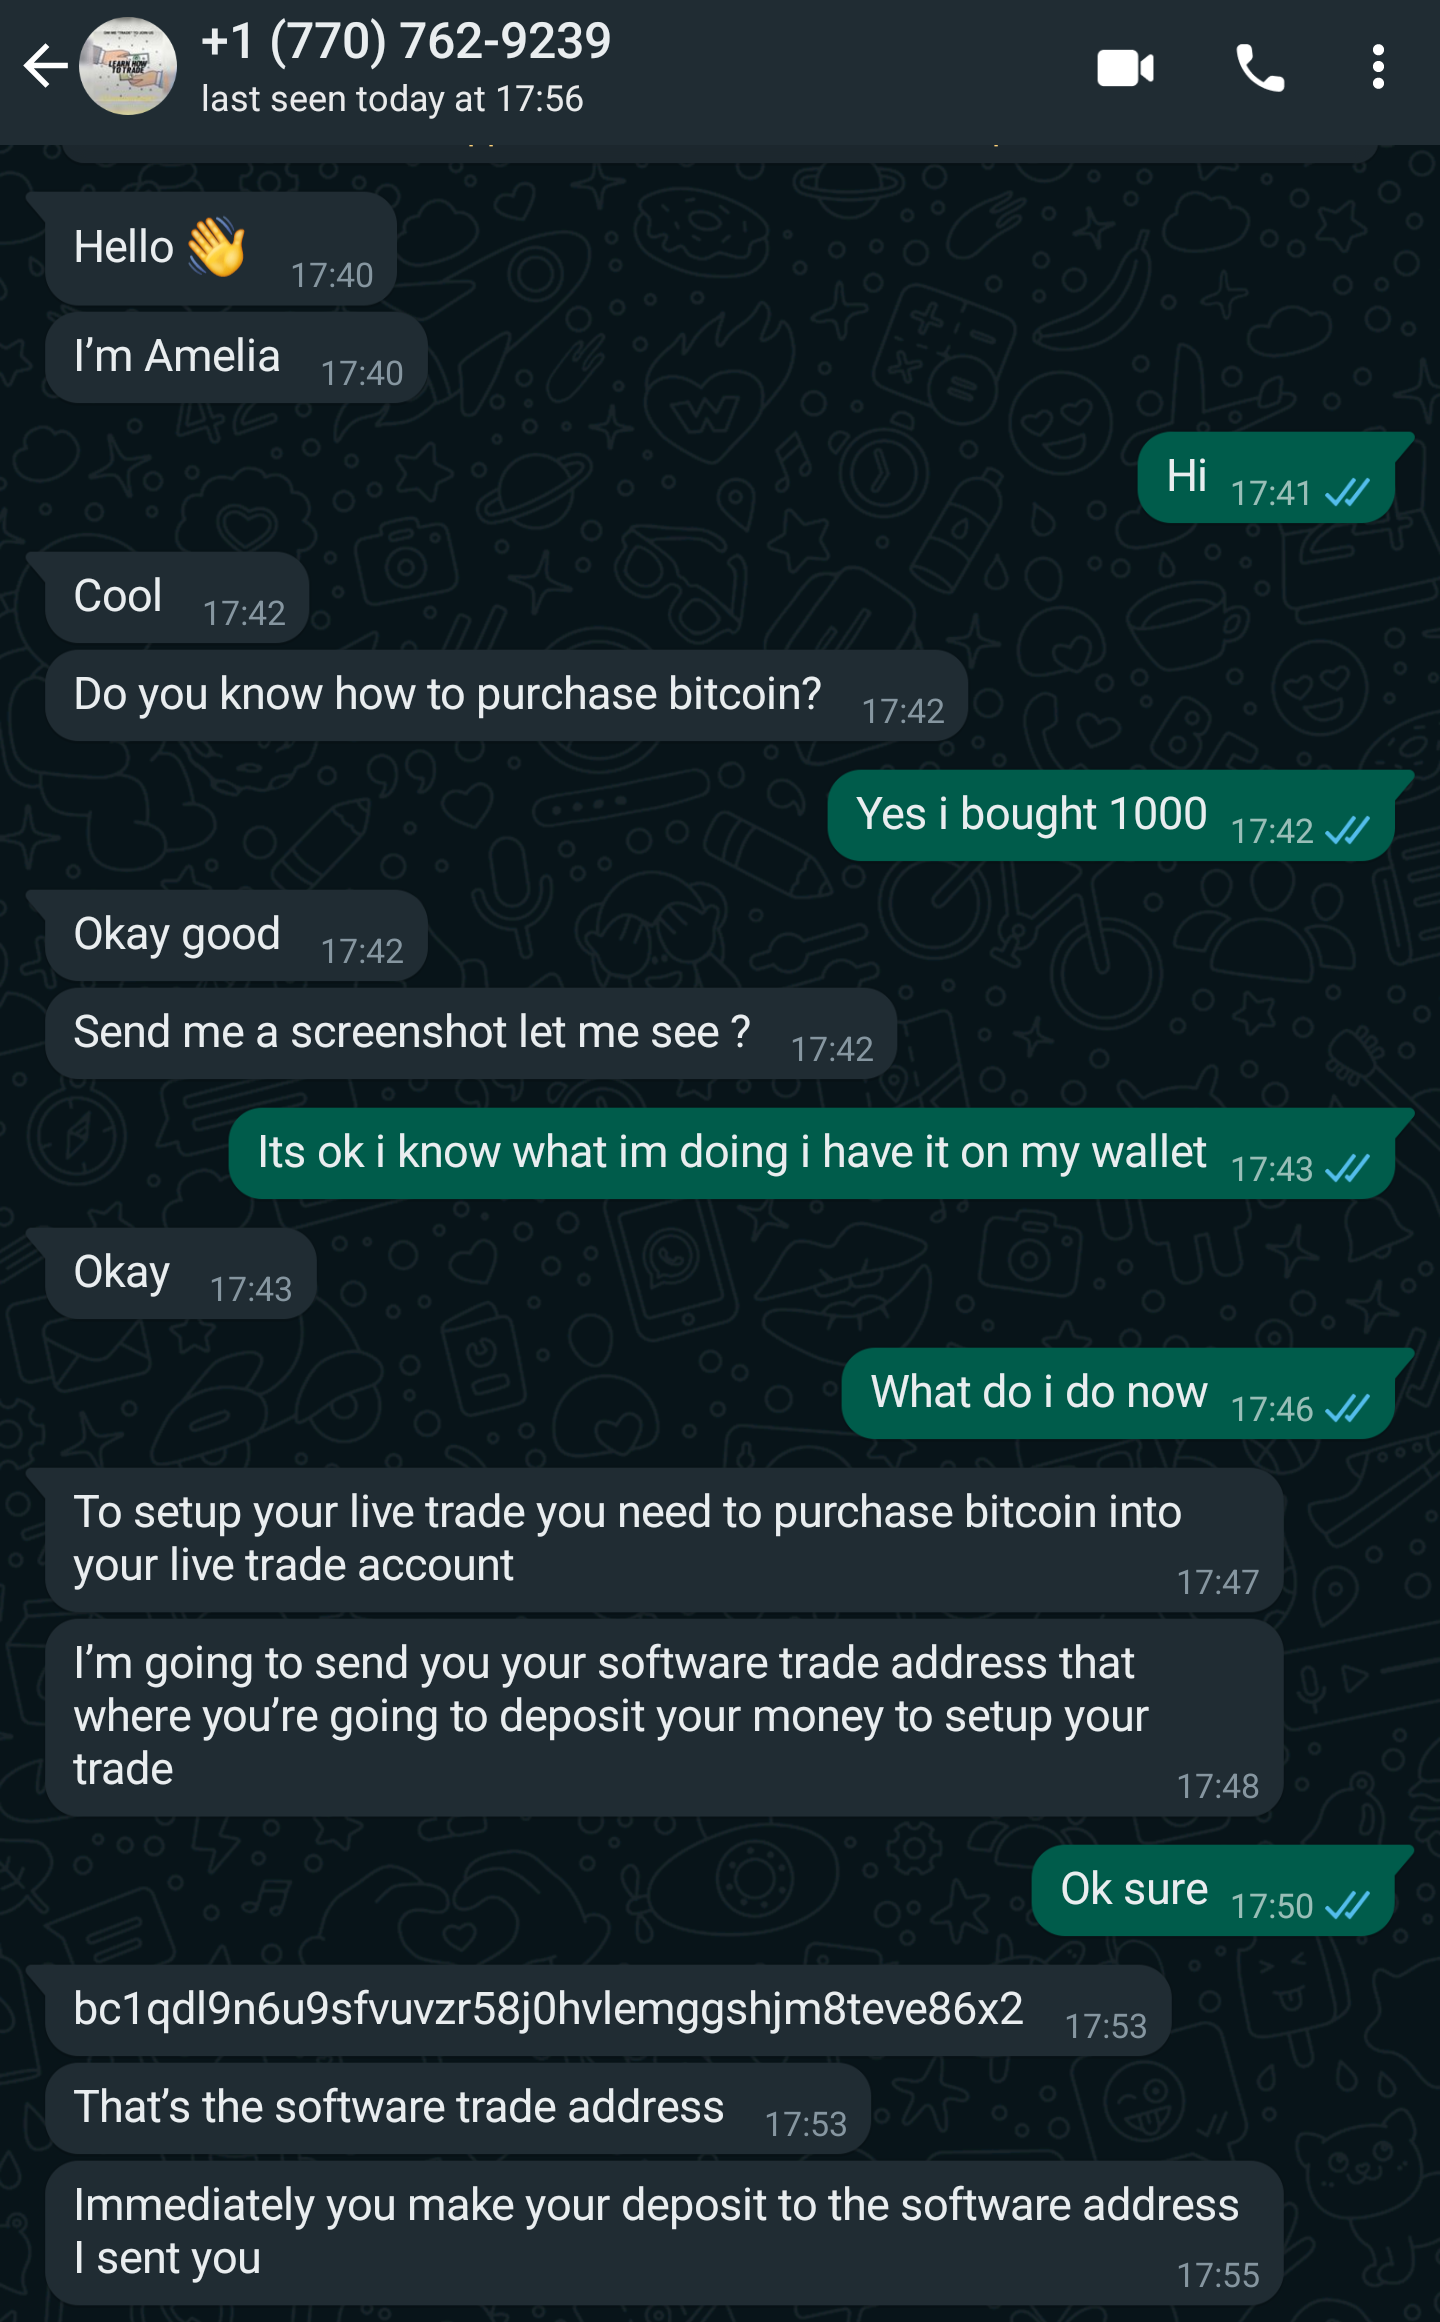 +1 (770) 762-9239
last seen today at 17:56
LEARN HOW
TO TRADE
Hello 👋 17:40
I’m Amelia 17:40
Hi 17:41
Cool 17:42
Do you know how to purchase bitcoin? 17:42
Yes i bought 1000 17:42
Okay good 17:42
Send me a screenshot let me see ? 17:42
Its ok i know what im doing i have it on my wallet 17:43
Okay 17:43
What do i do now 17:46
To setup your live trade you need to purchase bitcoin into
your live trade account
17:47
I’m going to send you your software trade address that
where you’re going to deposit your money to setup your
trade
17:48
Ok sure 17:50
bc1qdl9n6u9sfvuvzr58j0hvlemggshjm8teve86x2 17:53
That’s the software trade address 17:53
Immediately you make your deposit to the software address
I sent you
17:55